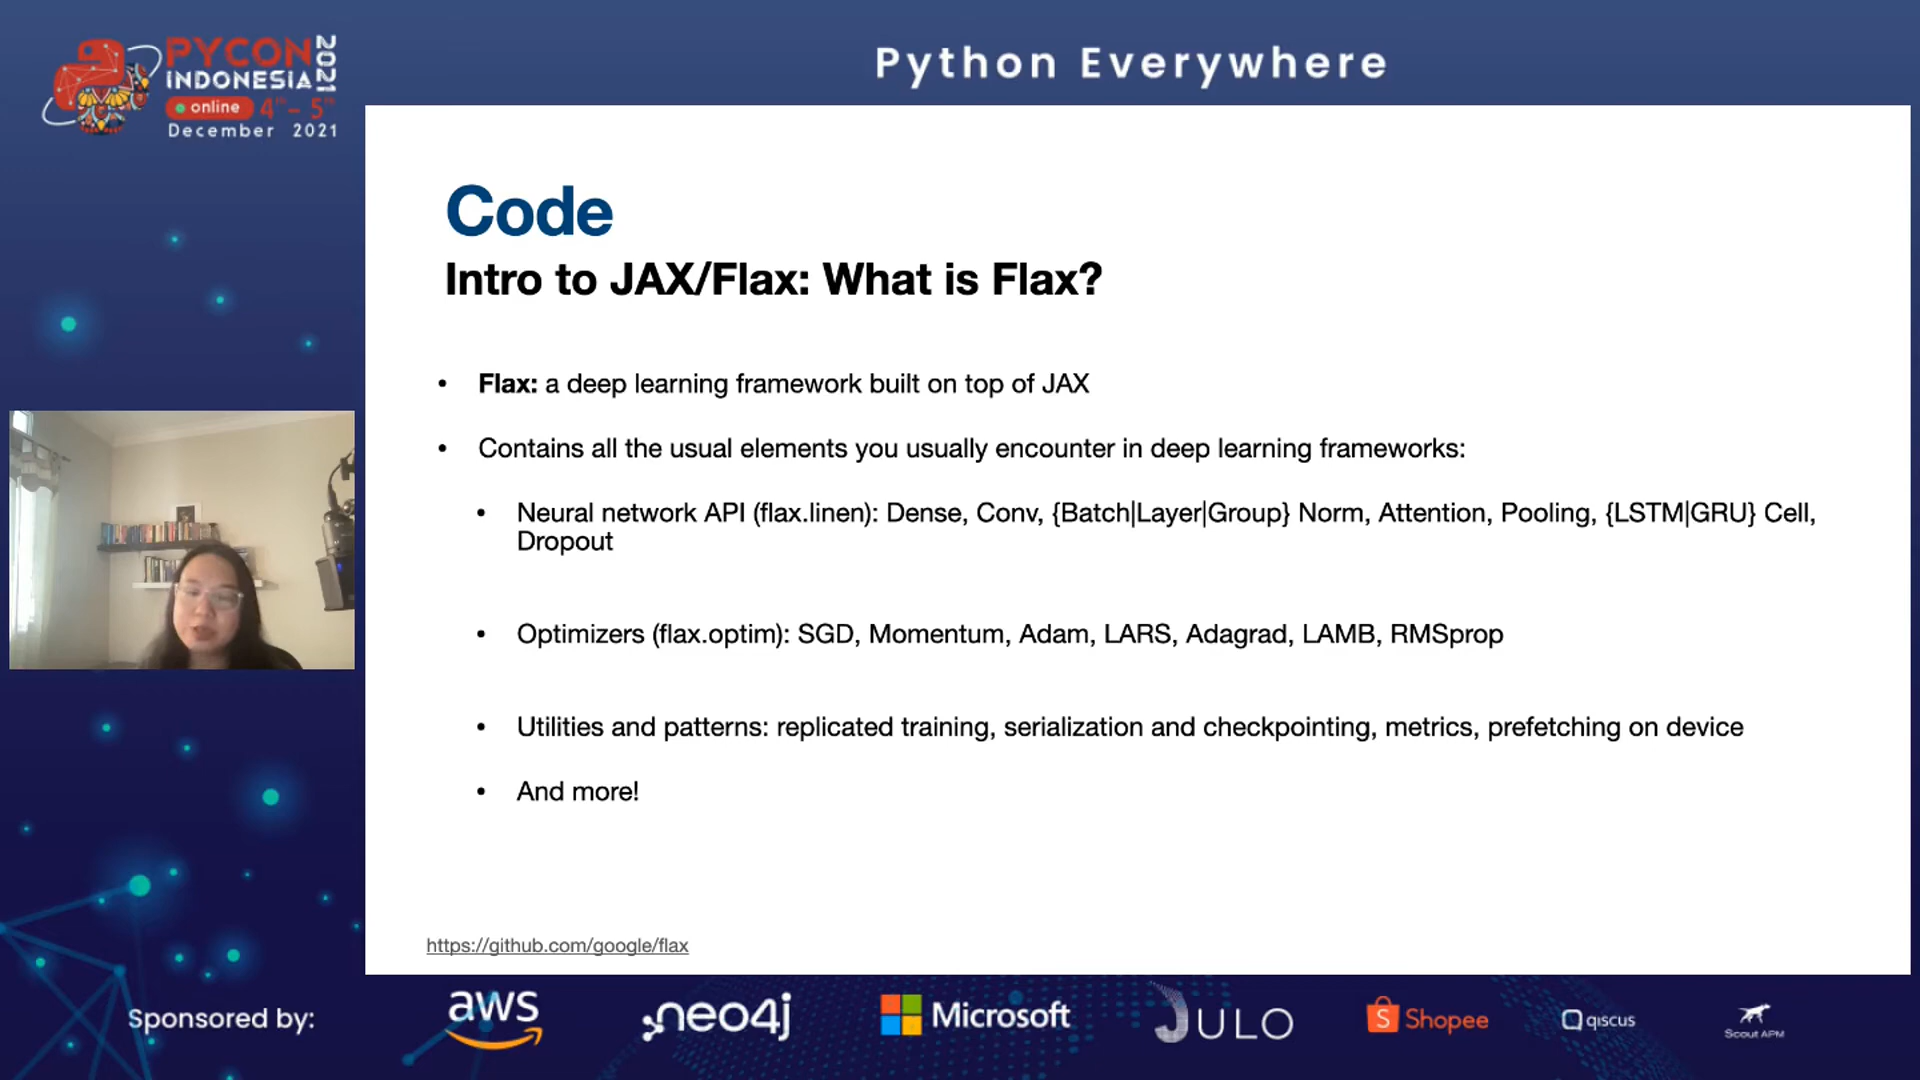 PYCON 2021
INDONESIA
online 4th - 5th
December 2021
Python Everywhere
Code
Intro to JAX/Flax: What is Flax?
• Flax: a deep learning framework built on top of JAX
• Contains all the usual elements you usually encounter in deep learning frameworks:
• Neural network API (flax.linen): Dense, Conv, {Batch|Layer|Group} Norm, Attention, Pooling, {LSTM|GRU} Cell,
Dropout
• Optimizers (flax.optim): SGD, Momentum, Adam, LARS, Adagrad, LAMB, RMSprop
• Utilities and patterns: replicated training, serialization and checkpointing, metrics, prefetching on device
• And more!
https://github.com/google/flax
Sponsored by:
aws
neo4j
Microsoft
JULO
Shopee
qiscus
Scout APM